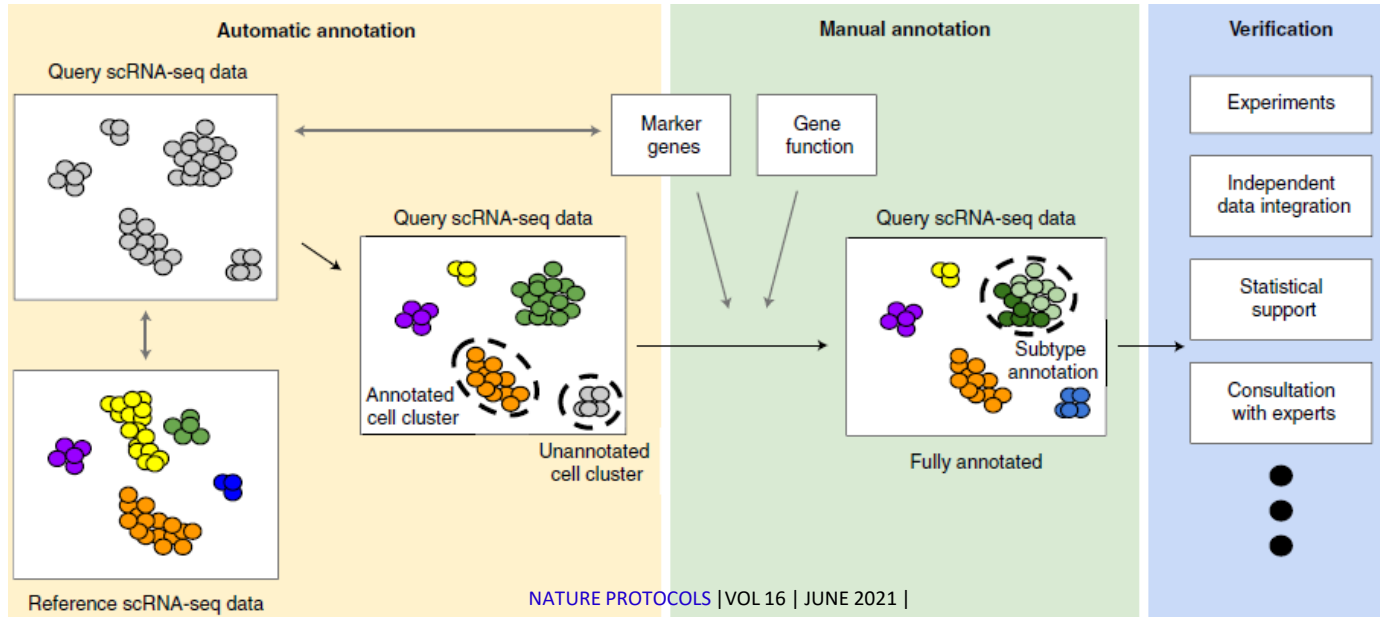 Automatic annotation
Manual annotation
Verification
Query scRNA-seq data
Marker
genes
Gene
function
Experiments
Independent
data integration
Query scRNA-seq data
Query scRNA-seq data
Statistical
support
Annotated
cell cluster
Subtype
annotation
Consultation
with experts
Unannotated
cell cluster
Fully annotated
Reference scRNA-seq data
NATURE PROTOCOLS |VOL 16 | JUNE 2021 |